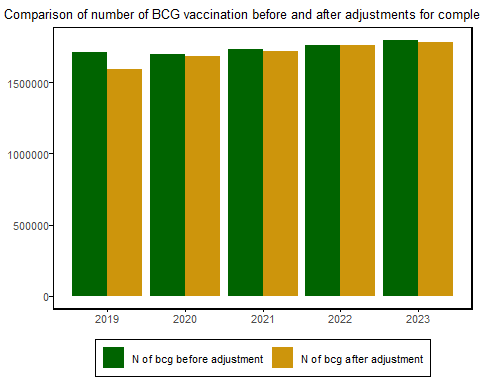 Comparison of number of BCG vaccination before and after adjustments for comple
1500000
1000000
500000
0
2019 2020 2021 2022 2023
N of bcg before adjustment N of bcg after adjustment